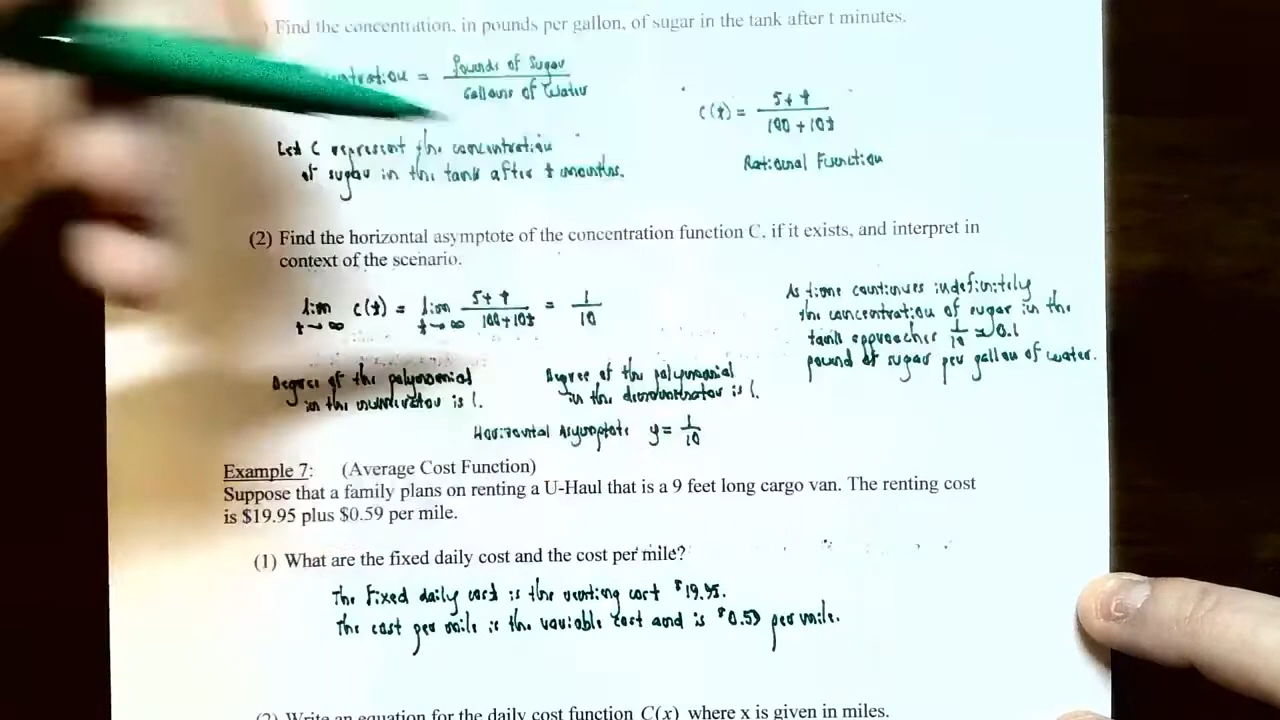 ) Find the concentration, in pounds per gallon, of sugar in the tank after t minutes.
= Pounds of Sugar / Gallons of Water
C(t) = 5+t / 100+10t
Let C represent the concentration
of sugar in the tank after t months.
Rational Function
(2) Find the horizontal asymptote of the concentration function C, if it exists, and interpret in
context of the scenario.
lim t→∞ C(t) = lim t→∞ 5+t / 100+10t = 1/10
As time continues indefinitely
the concentration of sugar in the
tank approaches 1/10 ≈ 0.1
pound of sugar per gallon of water.
Degree of the polynomial
in the numerator is 1.
Degree of the polynomial
in the denominator is 1.
Horizontal Asymptote y = 1/10
Example 7: (Average Cost Function)
Suppose that a family plans on renting a U-Haul that is a 9 feet long cargo van. The renting cost
is $19.95 plus $0.59 per mile.
(1) What are the fixed daily cost and the cost per mile?
The fixed daily cost is the renting cost $19.95.
The cost per mile is the variable cost and is $0.59 per mile.
(2) Write an equation for the daily cost function C(x) where x is given in miles.